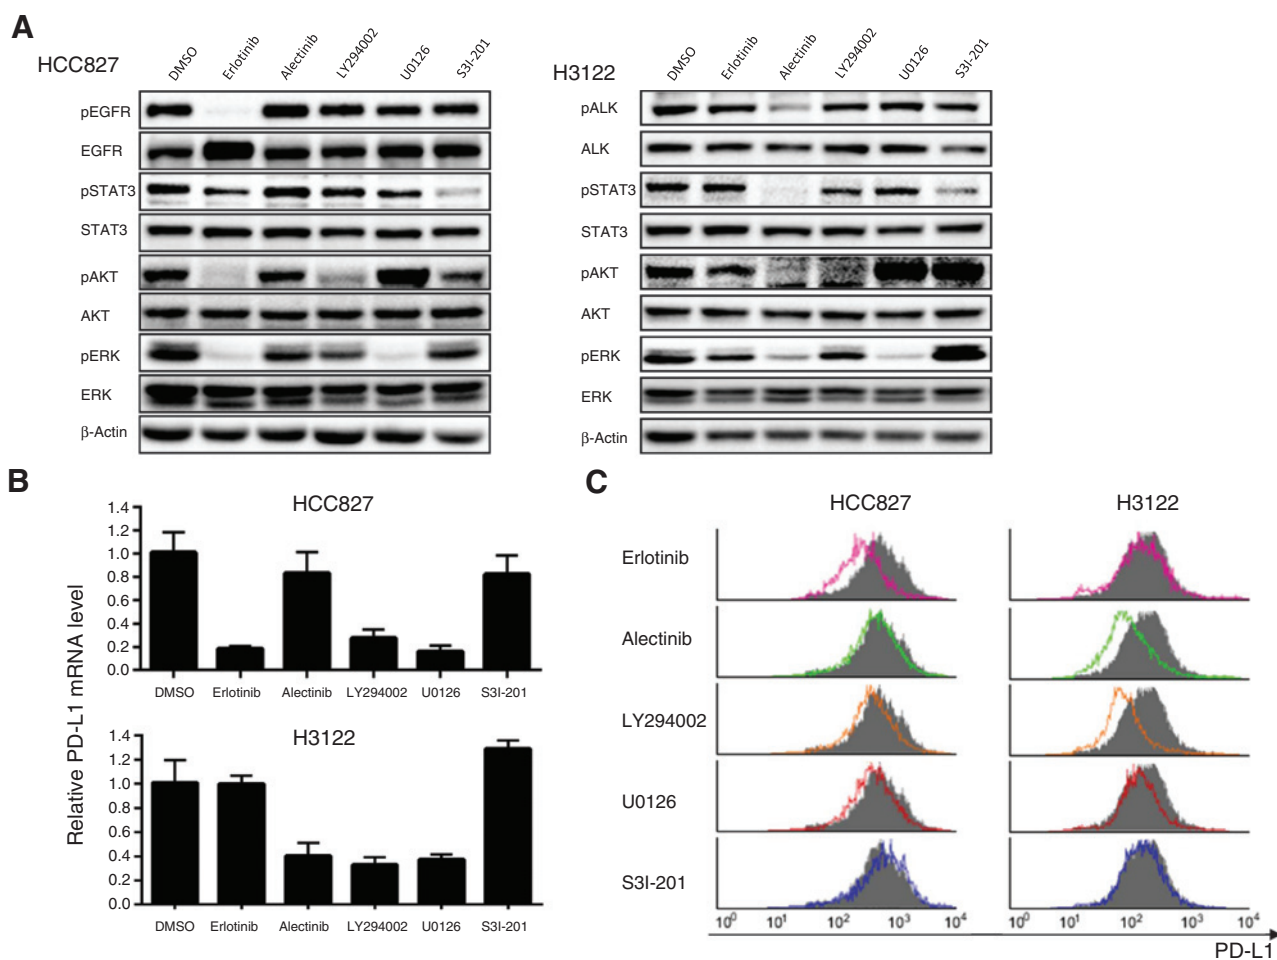 A
HCC827
DMSO
Erlotinib
Alectinib
LY294002
U0126
S3I-201
pEGFR
EGFR
pSTAT3
STAT3
pAKT
AKT
pERK
ERK
β-Actin
H3122
DMSO
Erlotinib
Alectinib
LY294002
U0126
S3I-201
pALK
ALK
pSTAT3
STAT3
pAKT
AKT
pERK
ERK
β-Actin
B
Relative PD-L1 mRNA level
HCC827
1.4
1.2
1.0
0.8
0.6
0.4
0.2
0.0
DMSO Erlotinib Alectinib LY294002 U0126 S3I-201
H3122
1.4
1.2
1.0
0.8
0.6
0.4
0.2
0.0
DMSO Erlotinib Alectinib LY294002 U0126 S3I-201
C
HCC827 H3122
Erlotinib
Alectinib
LY294002
U0126
S3I-201
10⁰ 10¹ 10² 10³ 10⁴ 10⁰ 10¹ 10² 10³ 10⁴
PD-L1